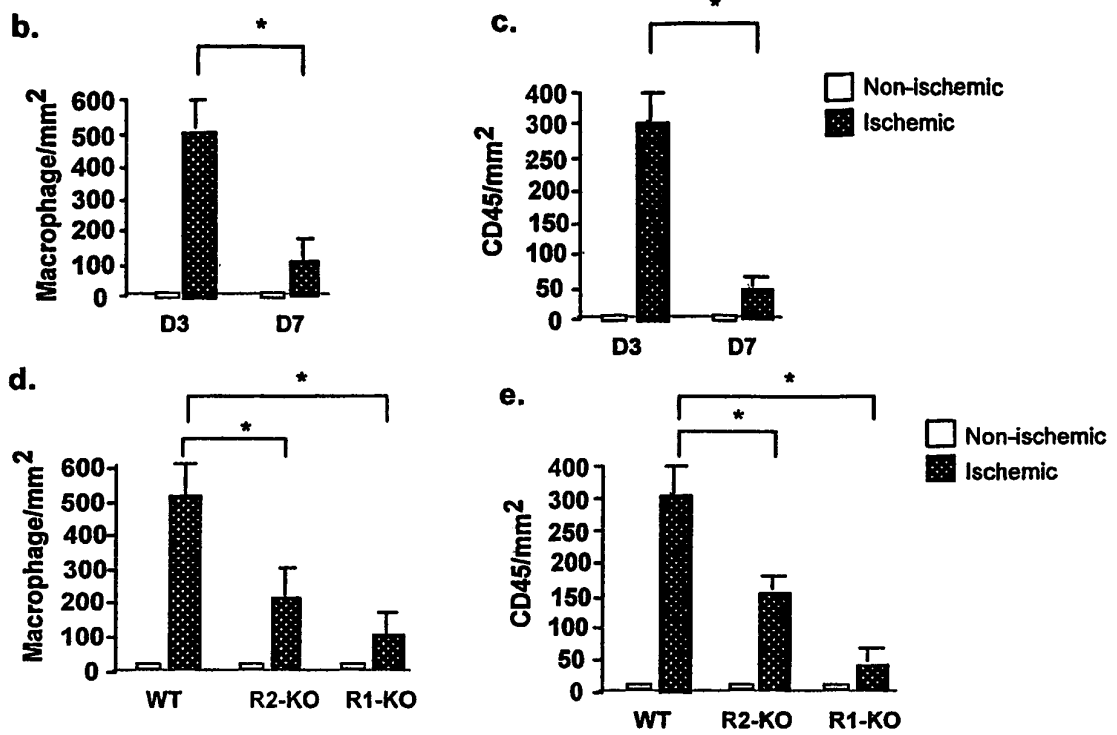 b.
*
Macrophage/mm2
600
500
400
300
200
100
0
D3 D7
c.
*
CD45/mm2
400
300
250
200
150
100
50
0
D3 D7
Non-ischemic
Ischemic
d.
*
*
Macrophage/mm2
600
500
400
300
200
100
0
WT R2-KO R1-KO
e.
*
*
CD45/mm2
400
300
250
200
150
100
50
0
WT R2-KO R1-KO
Non-ischemic
Ischemic